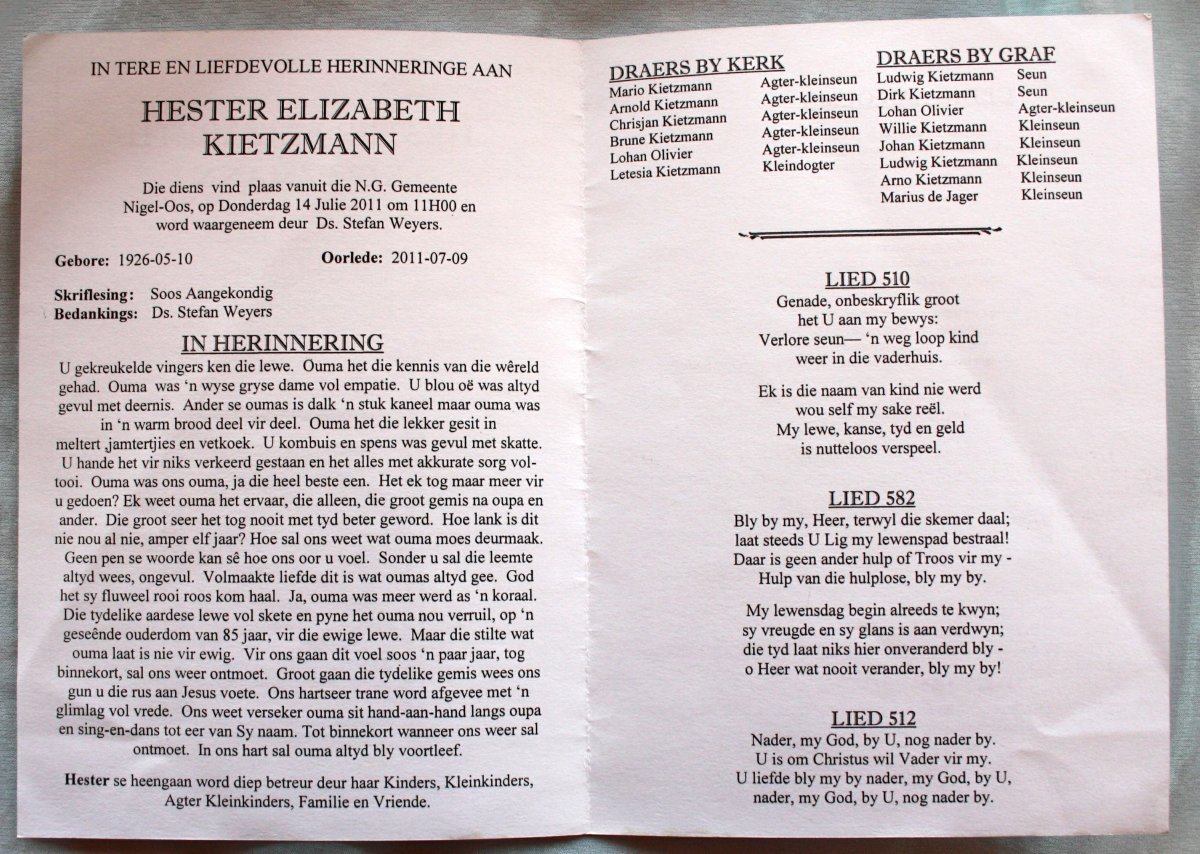 IN TERE EN LIEFDEVOLLE HERINNERINGE AAN
HESTER ELIZABETH
KIETZMANN
Die diens vind plaas vanuit die N.G. Gemeente
Nigel-Oos, op Donderdag 14 Julie 2011 om 11H00 en
word waargeneem deur Ds. Stefan Weyers.
Gebore: 1926-05-10 Oorlede: 2011-07-09
Skriflesing: Soos Aangekondig
Bedankings: Ds. Stefan Weyers
IN HERINNERING
U gekreukelde vingers ken die lewe. Ouma het die kennis van die wêreld
gehad. Ouma was ‘n wyse gryse dame vol empatie. U blou oë was altyd
gevul met deernis. Ander se oumas is dalk ‘n stuk kaneel maar ouma was
in ‘n warm brood deel vir deel. Ouma het die lekker gesit in
meltert ,jamtertjies en vetkoek. U kombuis en spens was gevul met skatte.
U hande het vir niks verkeerd gestaan en het alles met akkurate sorg vol-
tooi. Ouma was ons ouma, ja die heel beste een. Het ek tog maar meer vir
u gedoen? Ek weet ouma het ervaar, die alleen, die groot gemis na oupa en
ander. Die groot seer het tog nooit met tyd beter geword. Hoe lank is dit
nie nou al nie, amper elf jaar? Hoe sal ons weet wat ouma moes deurmaak.
Geen pen se woorde kan sê hoe ons oor u voel. Sonder u sal die leemte
altyd wees, ongevul. Volmaakte liefde dit is wat oumas altyd gee. God
het sy fluweel rooi roos kom haal. Ja, ouma was meer werd as ‘n koraal.
Die tydelike aardese lewe vol skete en pyne het ouma nou verruil, op ‘n
geseênde ouderdom van 85 jaar, vir die ewige lewe. Maar die stilte wat
ouma laat is nie vir ewig. Vir ons gaan dit voel soos ‘n paar jaar, tog
binnekort, sal ons weer ontmoet. Groot gaan die tydelike gemis wees ons
gun u die rus aan Jesus voete. Ons hartseer trane word afgevee met ‘n
glimlag vol vrede. Ons weet verseker ouma sit hand-aan-hand langs oupa
en sing-en-dans tot eer van Sy naam. Tot binnekort wanneer ons weer sal
ontmoet. In ons hart sal ouma altyd bly voortleef.
Hester se heengaan word diep betreur deur haar Kinders, Kleinkinders,
Agter Kleinkinders, Familie en Vriende.
DRAERS BY KERK
Mario Kietzmann Agter-kleinseun
Arnold Kietzmann Agter-kleinseun
Chrisjan Kietzmann Agter-kleinseun
Brune Kietzmann Agter-kleinseun
Lohan Olivier Agter-kleinseun
Letesia Kietzmann Kleindogter
DRAERS BY GRAF
Ludwig Kietzmann Seun
Dirk Kietzmann Seun
Lohan Olivier Agter-kleinseun
Willie Kietzmann Kleinseun
Johan Kietzmann Kleinseun
Ludwig Kietzmann Kleinseun
Arno Kietzmann Kleinseun
Marius de Jager Kleinseun
LIED 510
Genade, onbeskryflik groot
het U aan my bewys:
Verlore seun— ‘n weg loop kind
weer in die vaderhuis.
Ek is die naam van kind nie werd
wou self my sake reël.
My lewe, kanse, tyd en geld
is nutteloos verspeel.
LIED 582
Bly by my, Heer, terwyl die skemer daal;
laat steeds U Lig my lewenspad bestraal!
Daar is geen ander hulp of Troos vir my -
Hulp van die hulplose, bly my by.
My lewensdag begin alreeds te kwyn;
sy vreugde en sy glans is aan verdwyn;
die tyd laat niks hier onveranderd bly -
o Heer wat nooit verander, bly my by!
LIED 512
Nader, my God, by U, nog nader by.
U is om Christus wil Vader vir my.
U liefde bly my by nader, my God, by U,
nader, my God, by U, nog nader by.